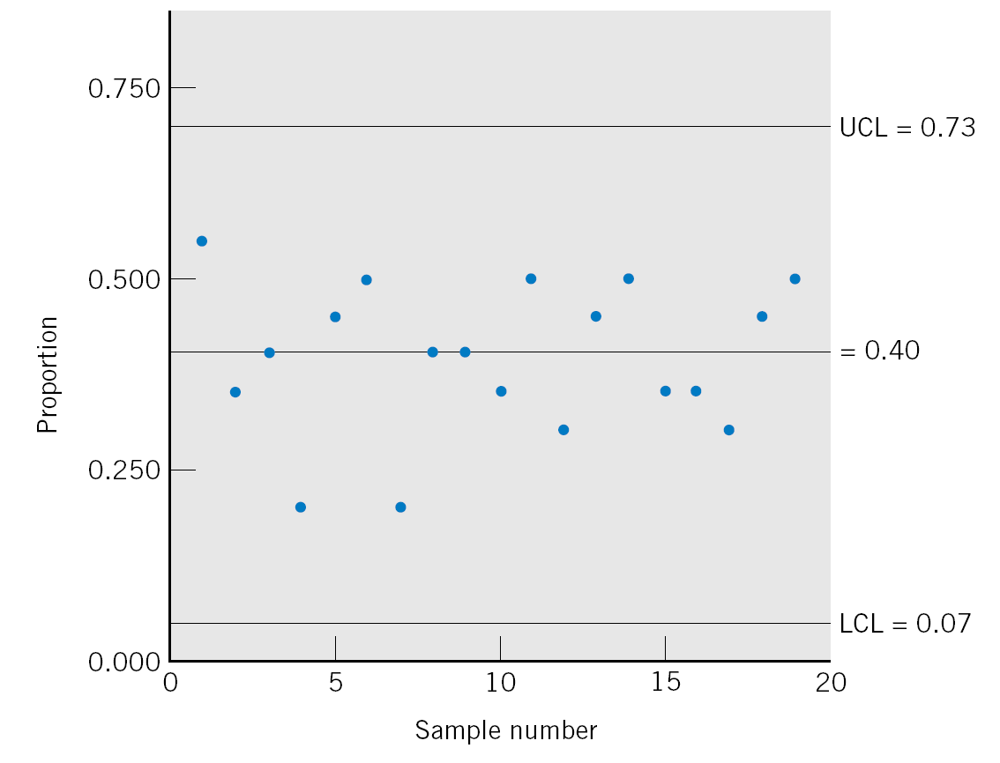 0.750
UCL = 0.73
0.500
= 0.40
Proportion
0.250
LCL = 0.07
0.000
0 5 10 15 20
Sample number